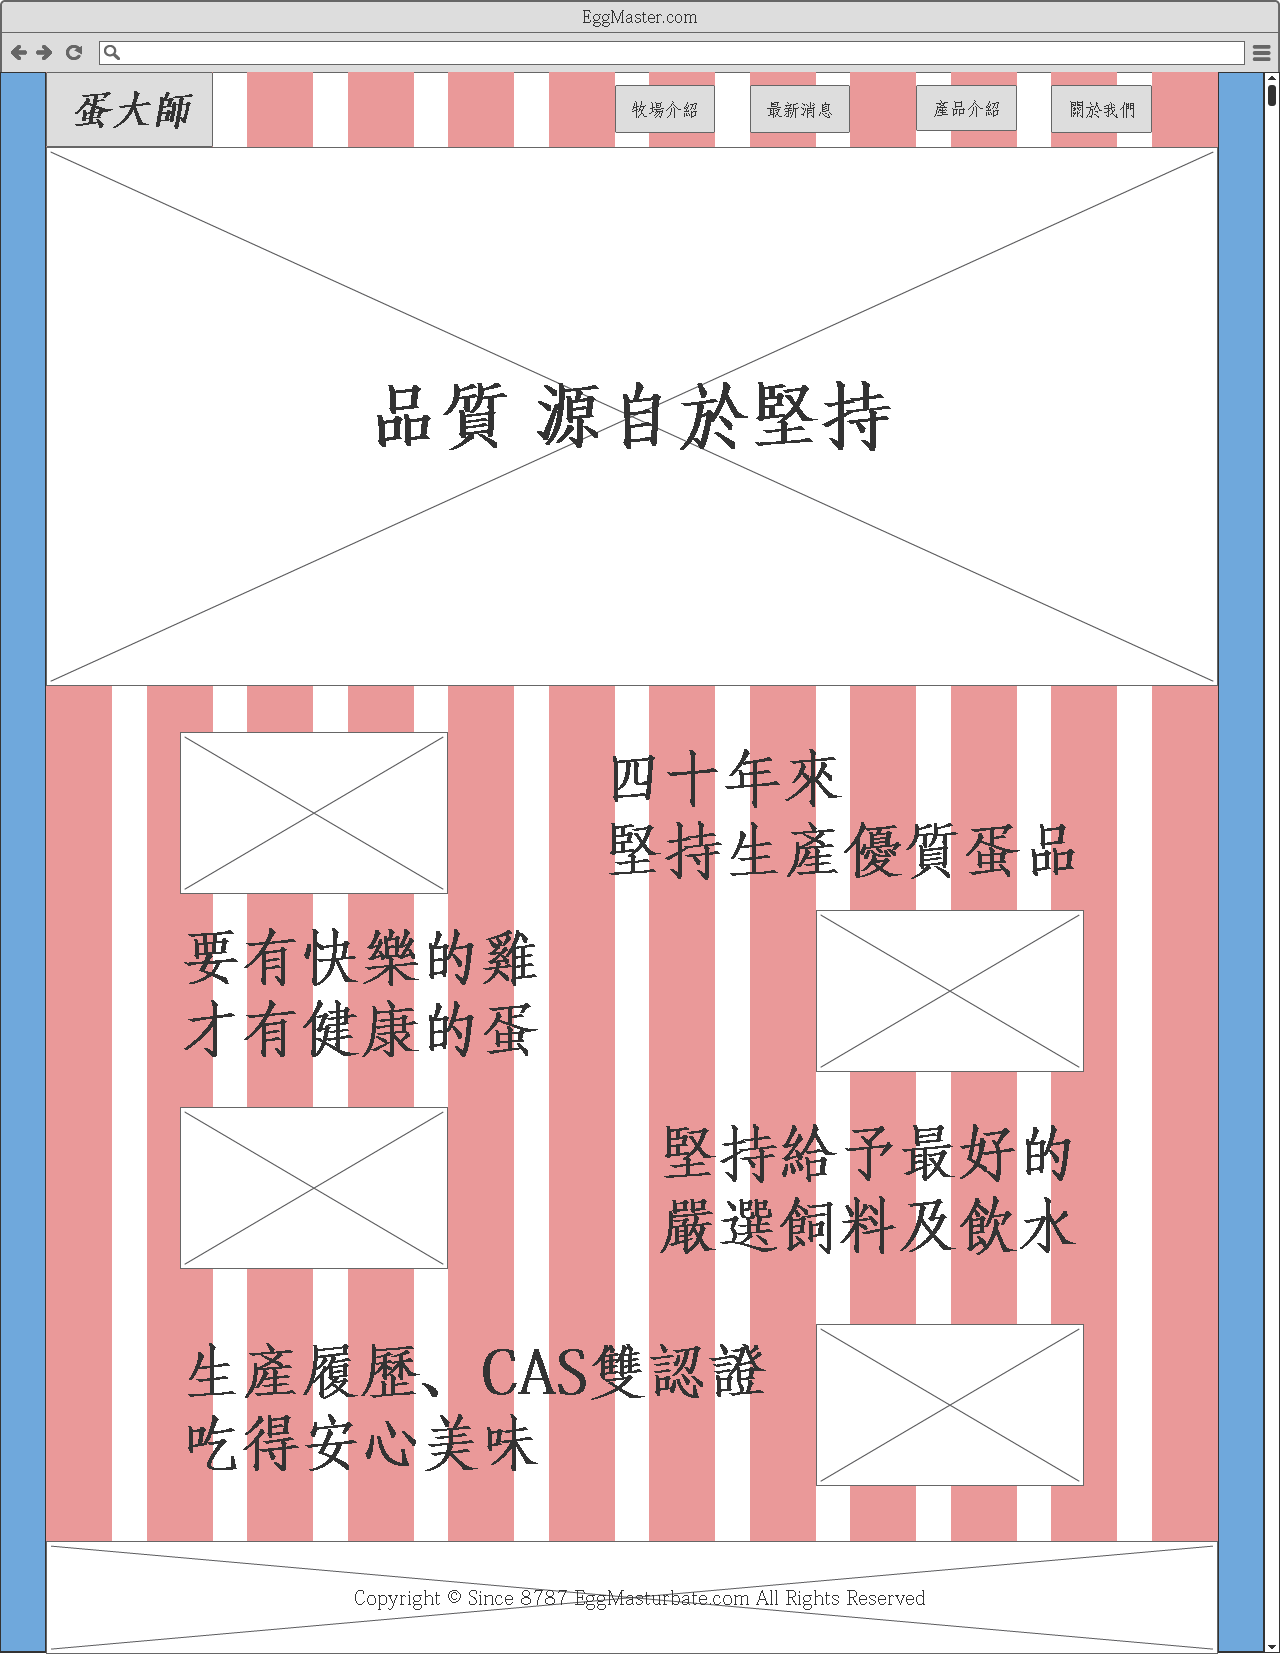 EggMaster.com
蛋大師
牧場介紹
最新消息
產品介紹
關於我們
品質 源自於堅持
四十年來
堅持生產優質蛋品
要有快樂的雞
才有健康的蛋
堅持給予最好的
嚴選飼料及飲水
生產履歷、CAS雙認證
吃得安心美味
Copyright © Since 8787 EggMasturbate.com All Rights Reserved